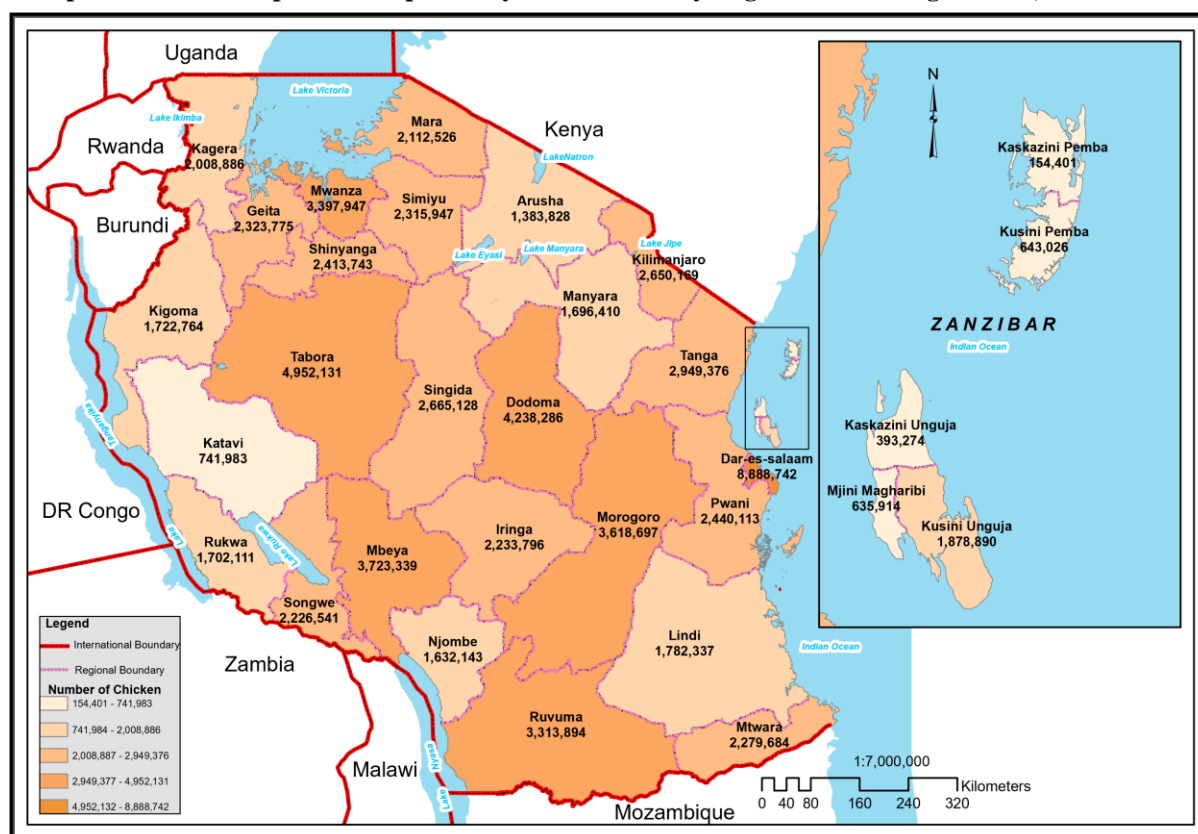 Uganda
Lake Victoria
Lake Ikimba
Mara
2,112,526
Kenya
Rwanda
Kagera
2,008,886
LakeNatron
Mwanza
3,397,947
Simiyu
2,315,947
Arusha
1,383,828
Burundi
Geita
2,323,775
Shinyanga
2,413,743
Lake Eyasi
Lake Manyara
Lake Jipe
Kilimanjaro
2,650,169
Kigoma
1,722,764
Manyara
1,696,410
Tabora
4,952,131
Singida
2,665,128
Dodoma
4,238,286
Tanga
2,949,376
Katavi
741,983
Lake Tanganyika
Dar-es-salaam
8,888,742
DR Congo
Rukwa
1,702,111
Lake Rukwa
Mbeya
3,723,339
Iringa
2,233,796
Morogoro
3,618,697
Pwani
2,440,113
Songwe
2,226,541
Njombe
1,632,143
Lindi
1,782,337
Indian Ocean
Zambia
Ruvuma
3,313,894
Mtwara
2,279,684
Malawi
Lake Nyasa
Mozambique
N
Kaskazini Pemba
154,401
Kusini Pemba
643,026
ZANZIBAR
Indian Ocean
Kaskazini Unguja
393,274
Mjini Magharibi
635,914
Kusini Unguja
1,878,890
Legend
International Boundary
Regional Boundary
Number of Chicken
154,401 - 741,983
741,984 - 2,008,886
2,008,887 - 2,949,376
2,949,377 - 4,952,131
4,952,132 - 8,888,742
1:7,000,000
Kilometers
0 40 80 160 240 320